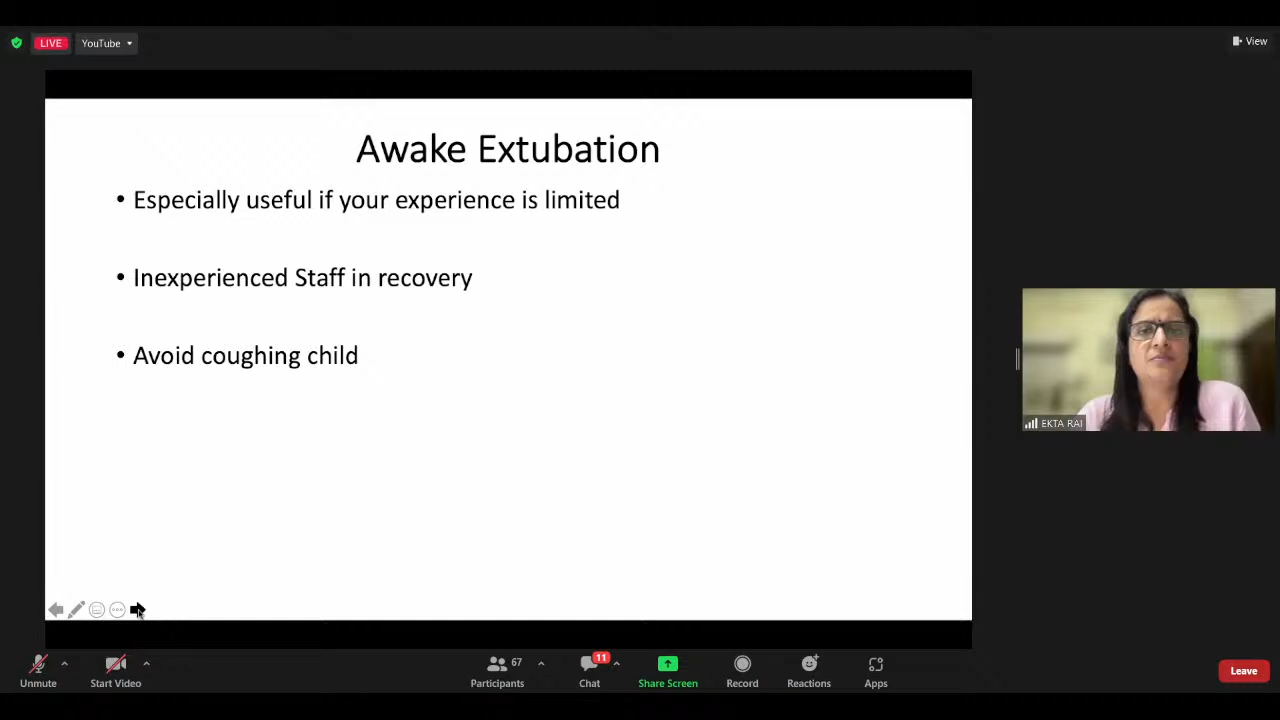 LIVE
YouTube
View
Awake Extubation
• Especially useful if your experience is limited
• Inexperienced Staff in recovery
• Avoid coughing child
EKTA RAI
Unmute
Start Video
67
Participants
11
Chat
Share Screen
Record
Reactions
Apps
Leave